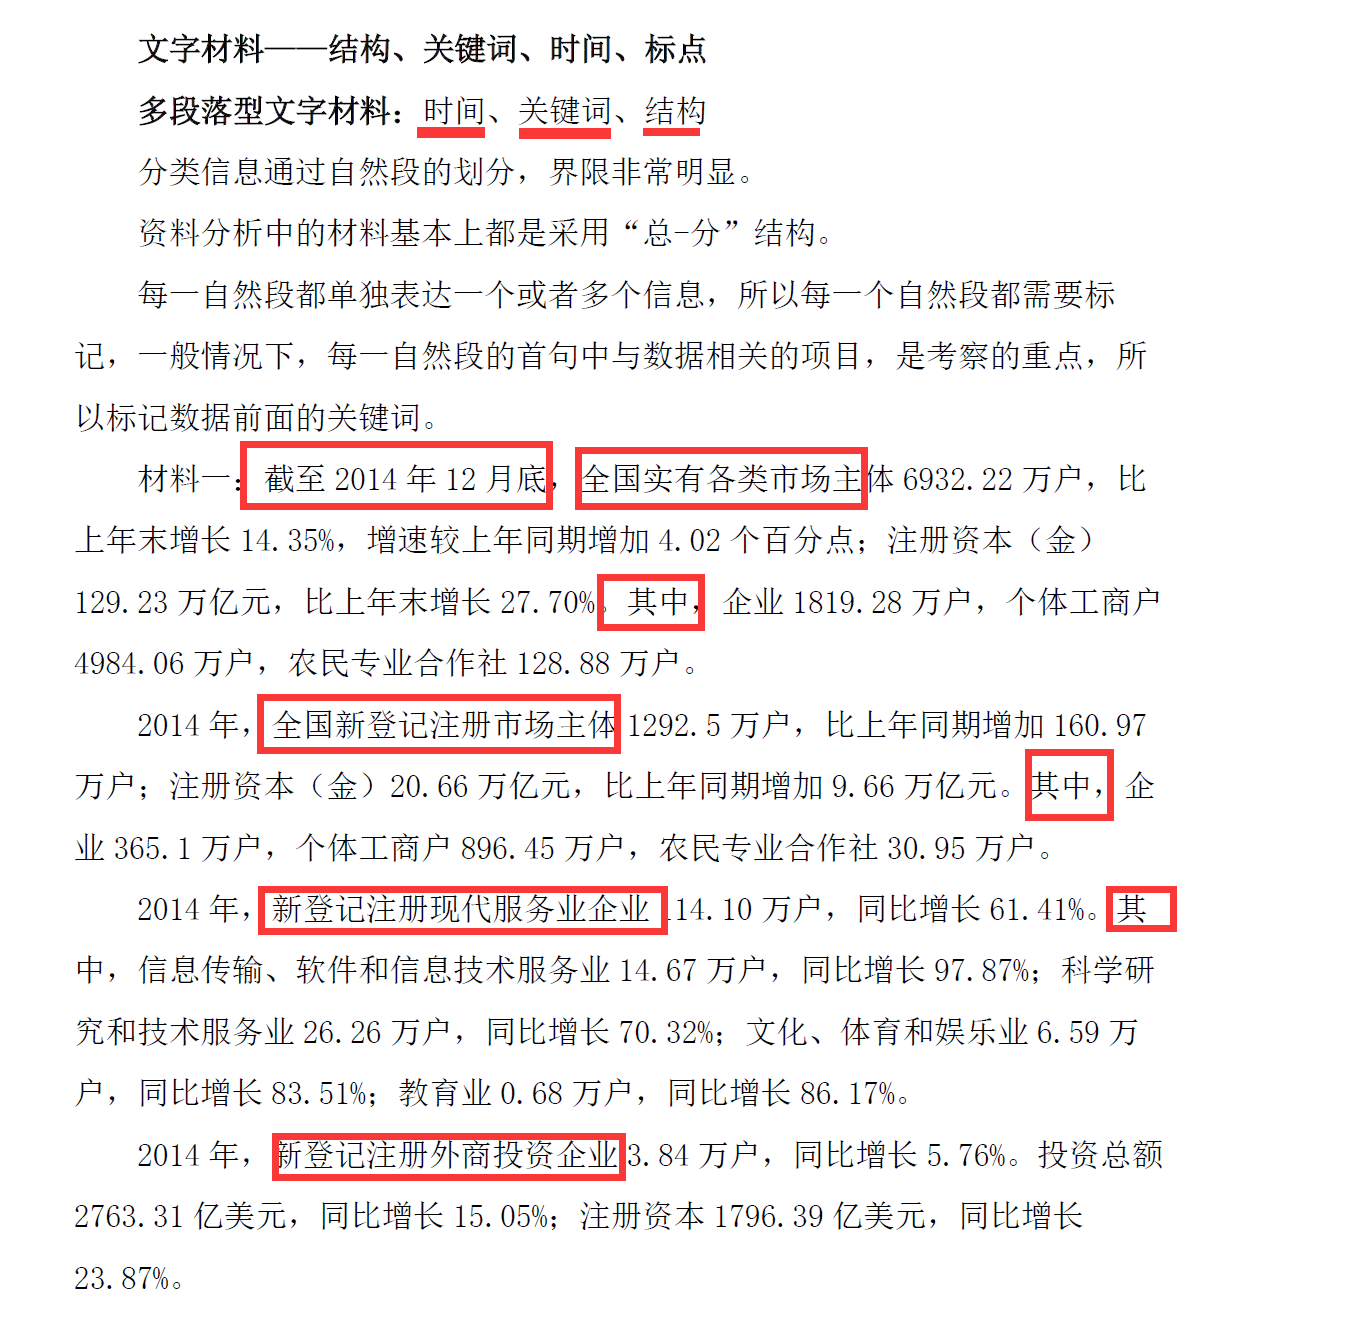 文字材料——结构、关键词、时间、标点
多段落型文字材料：时间、关键词、结构
分类信息通过自然段的划分，界限非常明显。
资料分析中的材料基本上都是采用“总-分”结构。
每一自然段都单独表达一个或者多个信息，所以每一个自然段都需要标
记，一般情况下，每一自然段的首句中与数据相关的项目，是考察的重点，所
以标记数据前面的关键词。
材料一：截至 2014 年 12 月底，全国实有各类市场主体 6932.22 万户，比
上年末增长 14.35%，增速较上年同期增加 4.02 个百分点；注册资本（金）
129.23 万亿元，比上年末增长 27.70%。其中，企业 1819.28 万户，个体工商户
4984.06 万户，农民专业合作社 128.88 万户。
2014 年，全国新登记注册市场主体 1292.5 万户，比上年同期增加 160.97
万户；注册资本（金）20.66 万亿元，比上年同期增加 9.66 万亿元。其中，企
业 365.1 万户，个体工商户 896.45 万户，农民专业合作社 30.95 万户。
2014 年，新登记注册现代服务业企业 114.10 万户，同比增长 61.41%。其
中，信息传输、软件和信息技术服务业 14.67 万户，同比增长 97.87%；科学研
究和技术服务业 26.26 万户，同比增长 70.32%；文化、体育和娱乐业 6.59 万
户，同比增长 83.51%；教育业 0.68 万户，同比增长 86.17%。
2014 年，新登记注册外商投资企业 3.84 万户，同比增长 5.76%。投资总额
2763.31 亿美元，同比增长 15.05%；注册资本 1796.39 亿美元，同比增长
23.87%。